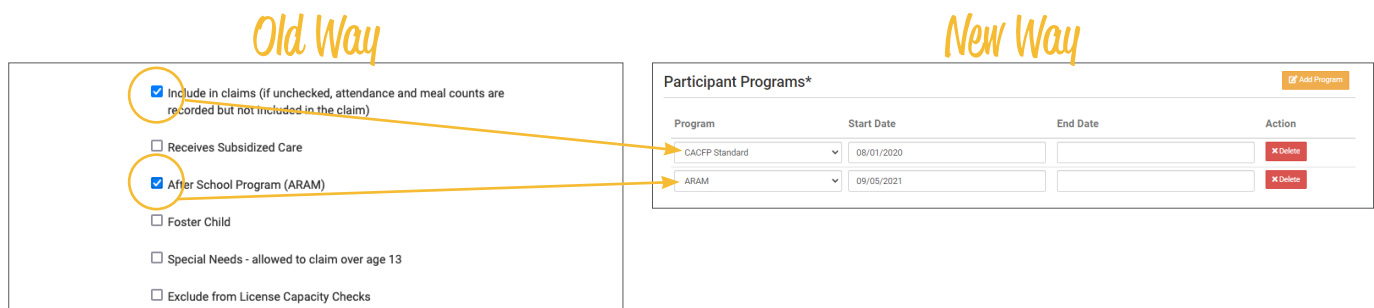 Old Way
New Way
Include in claims (if unchecked, attendance and meal counts are
recorded but not included in the claim)
Receives Subsidized Care
After School Program (ARAM)
Foster Child
Special Needs - allowed to claim over age 13
Exclude from License Capacity Checks
Participant Programs*
Add Program
Program Start Date End Date Action
CACFP Standard 08/01/2020 Delete
ARAM 09/05/2021 Delete